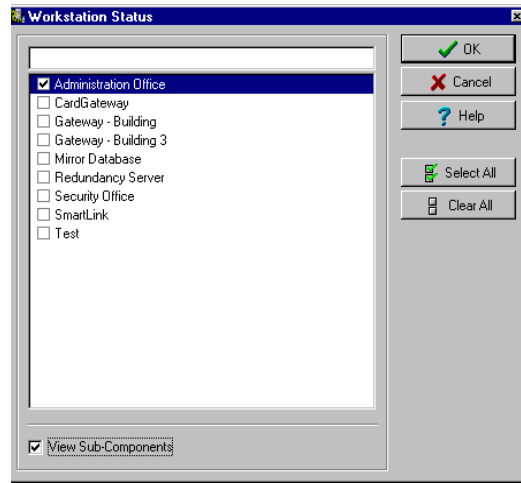 Workstation Status
Administration Office
CardGateway
Gateway - Building
Gateway - Building 3
Mirror Database
Redundancy Server
Security Office
SmartLink
Test
View Sub-Components
OK
Cancel
Help
Select All
Clear All